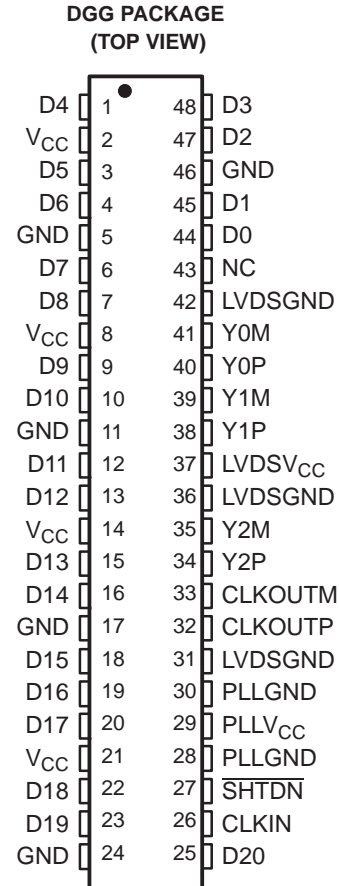 DGG PACKAGE
(TOP VIEW)
D4 1 48 D3
VCC 2 47 D2
D5 3 46 GND
D6 4 45 D1
GND 5 44 D0
D7 6 43 NC
D8 7 42 LVDSGND
VCC 8 41 Y0M
D9 9 40 Y0P
D10 10 39 Y1M
GND 11 38 Y1P
D11 12 37 LVDSVCC
D12 13 36 LVDSGND
VCC 14 35 Y2M
D13 15 34 Y2P
D14 16 33 CLKOUTM
GND 17 32 CLKOUTP
D15 18 31 LVDSGND
D16 19 30 PLLGND
D17 20 29 PLLVCC
VCC 21 28 PLLGND
D18 22 27 SHTDN
D19 23 26 CLKIN
GND 24 25 D20